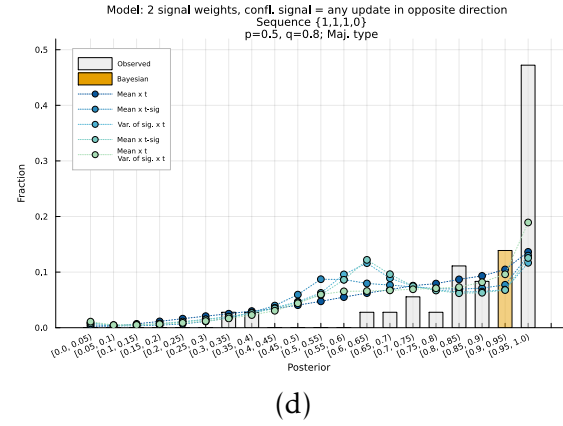 Model: 2 signal weights, confl. signal = any update in opposite direction
Sequence {1,1,1,0}
p=0.5, q=0.8; Maj. type
Fraction
0.5
0.4
0.3
0.2
0.1
0.0
Observed
Bayesian
Mean x t
Mean x t-sig
Var. of sig. x t
Mean x t-sig
Mean x t
Var. of sig. x t
[0.0, 0.05)
[0.05, 0.1)
[0.1, 0.15)
[0.15, 0.2)
[0.2, 0.25)
[0.25, 0.3)
[0.3, 0.35)
[0.35, 0.4)
[0.4, 0.45)
[0.45, 0.5)
[0.5, 0.55)
[0.55, 0.6)
[0.6, 0.65)
[0.65, 0.7)
[0.7, 0.75)
[0.75, 0.8)
[0.8, 0.85)
[0.85, 0.9)
[0.9, 0.95)
[0.95, 1.0)
Posterior
(d)